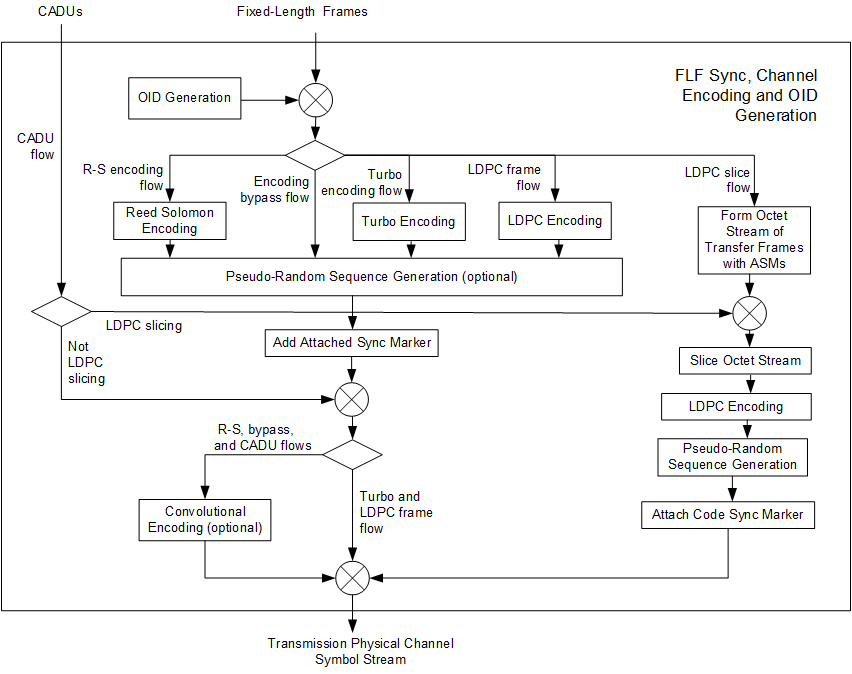 CADUs
Fixed-Length Frames
FLF Sync, Channel
Encoding and OID
Generation
OID Generation
CADU
flow
R-S encoding
flow
Encoding
bypass flow
Turbo
encoding flow
LDPC frame
flow
LDPC slice
flow
Reed Solomon
Encoding
Turbo Encoding
LDPC Encoding
Form Octet
Stream of
Transfer Frames
with ASMs
Pseudo-Random Sequence Generation (optional)
LDPC slicing
Not
LDPC
slicing
Add Attached Sync Marker
Slice Octet Stream
LDPC Encoding
R-S, bypass,
and CADU flows
Pseudo-Random
Sequence Generation
Turbo and
LDPC frame
flow
Convolutional
Encoding (optional)
Attach Code Sync Marker
Transmission Physical Channel
Symbol Stream